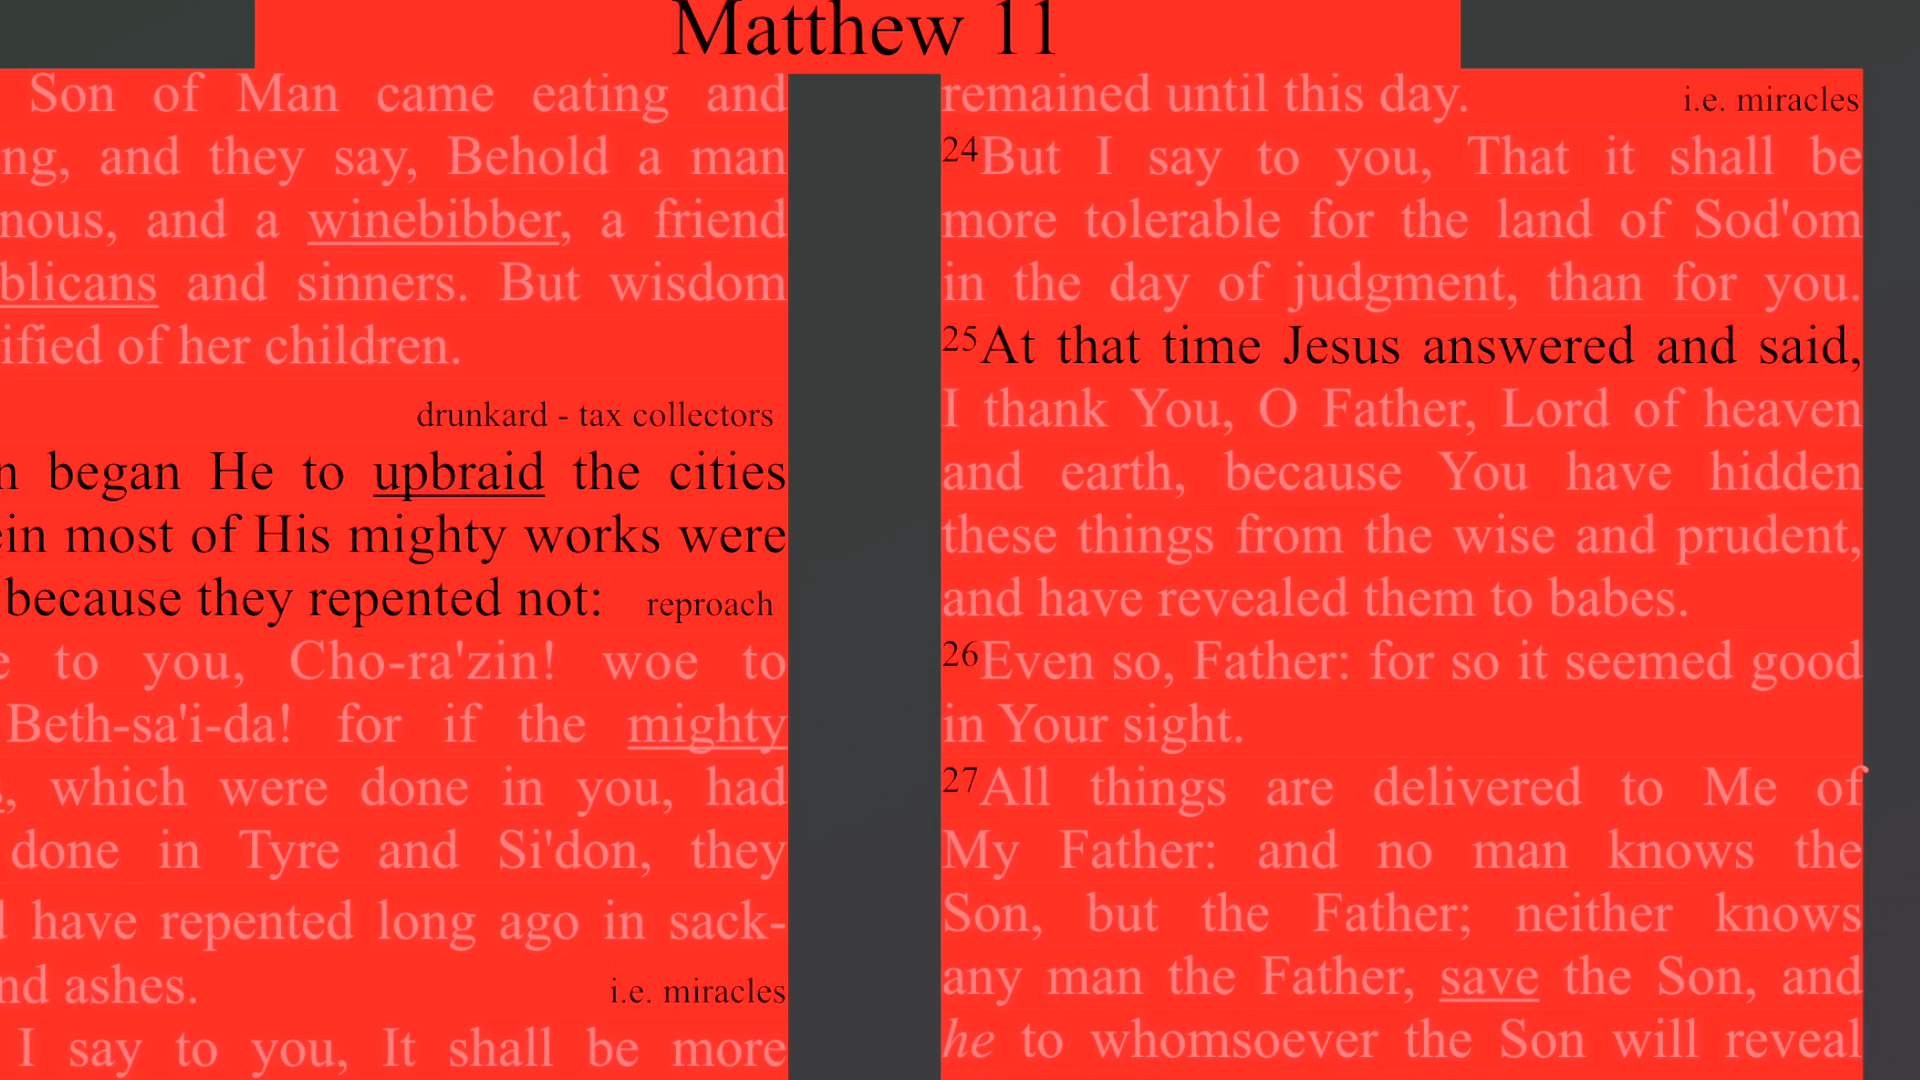 Matthew 11
Son of Man came eating and
ng, and they say, Behold a man
nous, and a winebibber, a friend
blicans and sinners. But wisdom
ified of her children.
drunkard - tax collectors
n began He to upbraid the cities
ein most of His mighty works were
because they repented not: reproach
e to you, Cho-ra'zin! woe to
Beth-sa'i-da! for if the mighty
, which were done in you, had
done in Tyre and Si'don, they
d have repented long ago in sack-
nd ashes. i.e. miracles
I say to you, It shall be more
remained until this day. i.e. miracles
24But I say to you, That it shall be
more tolerable for the land of Sod'om
in the day of judgment, than for you.
25At that time Jesus answered and said,
I thank You, O Father, Lord of heaven
and earth, because You have hidden
these things from the wise and prudent,
and have revealed them to babes.
26Even so, Father: for so it seemed good
in Your sight.
27All things are delivered to Me of
My Father: and no man knows the
Son, but the Father; neither knows
any man the Father, save the Son, and
he to whomsoever the Son will reveal